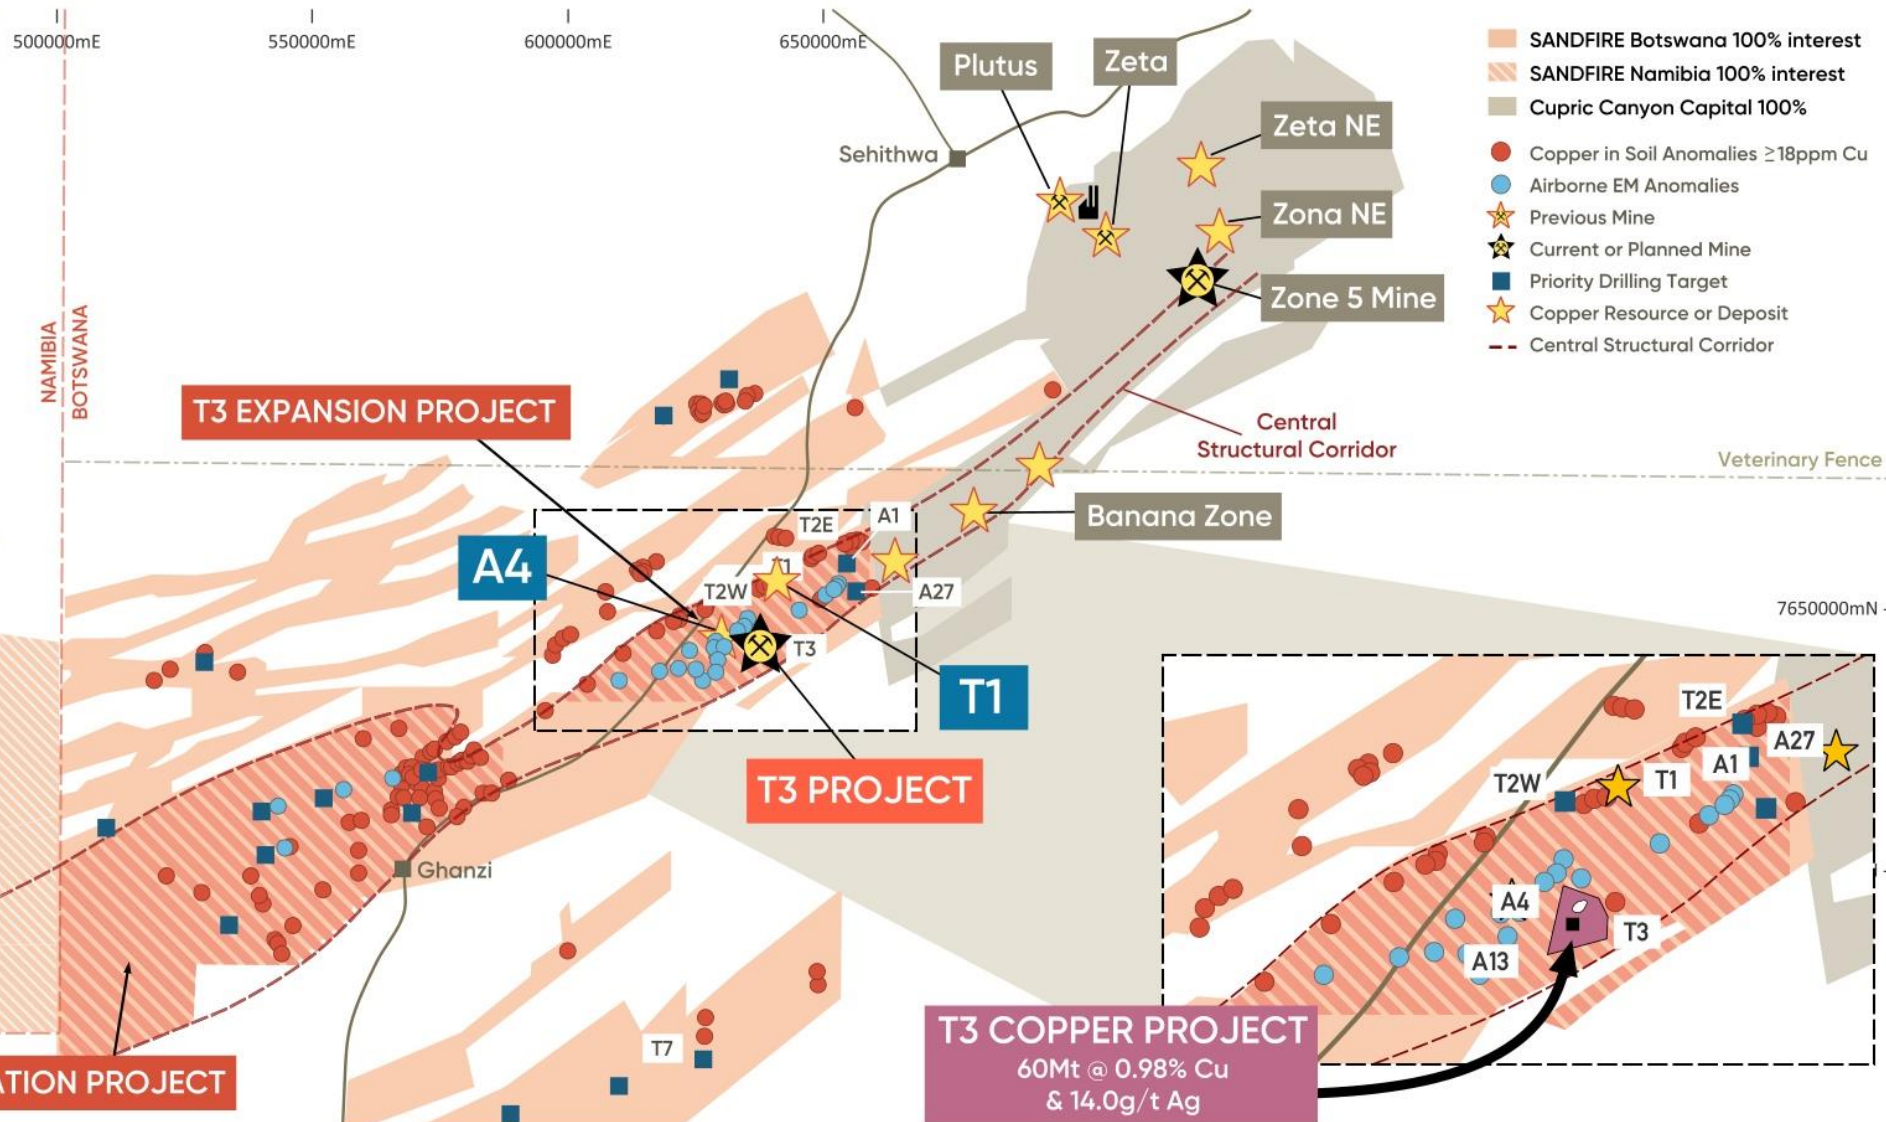 500000mE
550000mE
600000mE
650000mE
Plutus
Zeta
Zeta NE
Zona NE
Zone 5 Mine
Sehithwa
SANDFIRE Botswana 100% interest
SANDFIRE Namibia 100% interest
Cupric Canyon Capital 100%
Copper in Soil Anomalies ≥18ppm Cu
Airborne EM Anomalies
Previous Mine
Current or Planned Mine
Priority Drilling Target
Copper Resource or Deposit
Central Structural Corridor
NAMIBIA
BOTSWANA
T3 EXPANSION PROJECT
Central
Structural Corridor
Veterinary Fence
Banana Zone
A4
T2E
A1
T1
T2W
A27
T3
T1
T3 PROJECT
7650000mN
Ghanzi
T7
ATION PROJECT
T2E
A27
A1
T1
T2W
A4
T3
A13
T3 COPPER PROJECT
60Mt @ 0.98% Cu
& 14.0g/t Ag